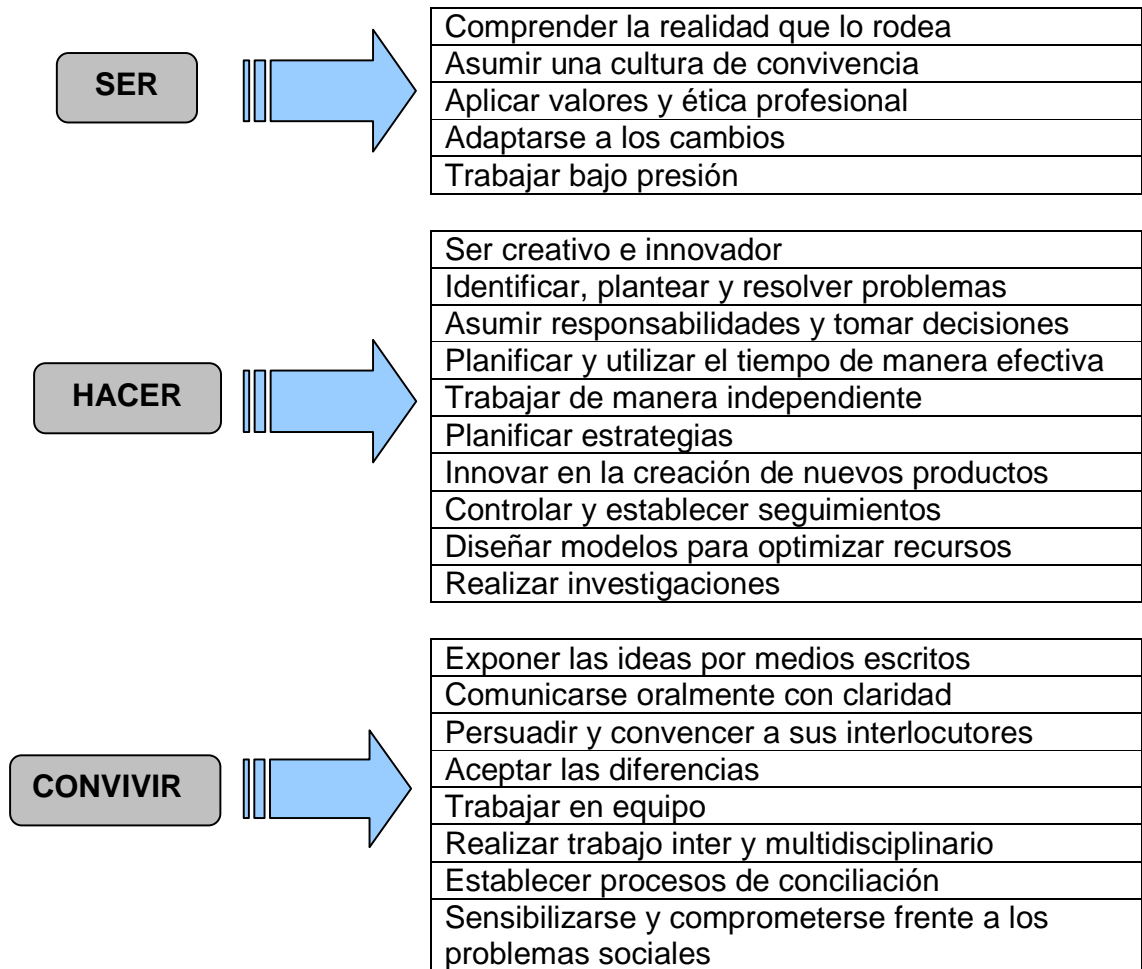 SER
Comprender la realidad que lo rodea
Asumir una cultura de convivencia
Aplicar valores y ética profesional
Adaptarse a los cambios
Trabajar bajo presión
HACER
Ser creativo e innovador
Identificar, plantear y resolver problemas
Asumir responsabilidades y tomar decisiones
Planificar y utilizar el tiempo de manera efectiva
Trabajar de manera independiente
Planificar estrategias
Innovar en la creación de nuevos productos
Controlar y establecer seguimientos
Diseñar modelos para optimizar recursos
Realizar investigaciones
CONVIVIR
Exponer las ideas por medios escritos
Comunicarse oralmente con claridad
Persuadir y convencer a sus interlocutores
Aceptar las diferencias
Trabajar en equipo
Realizar trabajo inter y multidisciplinario
Establecer procesos de conciliación
Sensibilizarse y comprometerse frente a los
problemas sociales